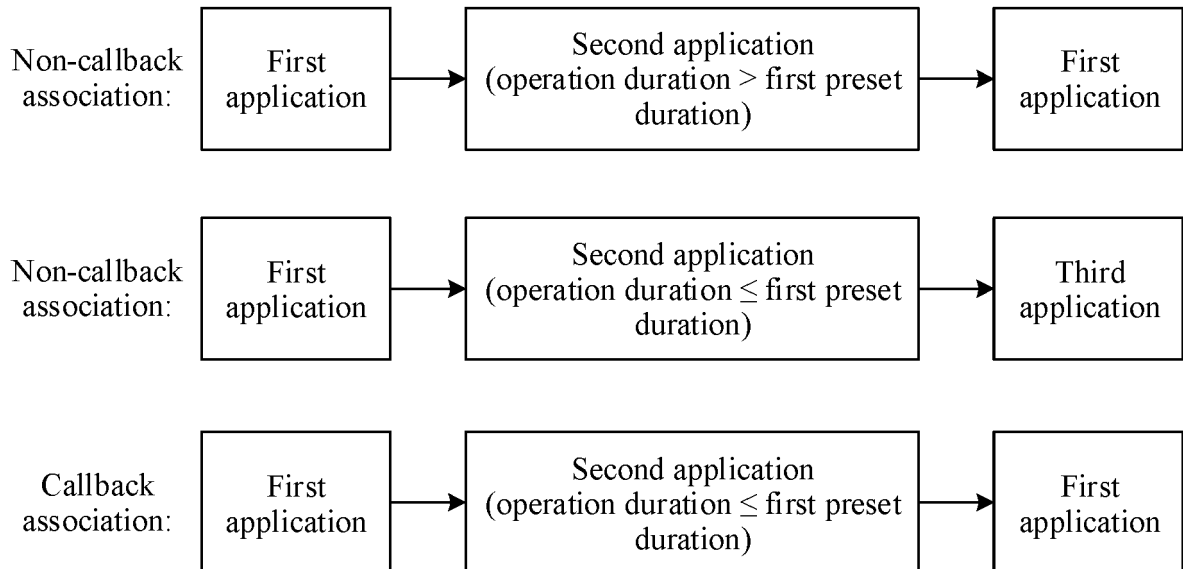 Non-callback
association:
First
application
Second application
(operation duration > first preset
duration)
First
application
Non-callback
association:
First
application
Second application
(operation duration ≤ first preset
duration)
Third
application
Callback
association:
First
application
Second application
(operation duration ≤ first preset
duration)
First
application